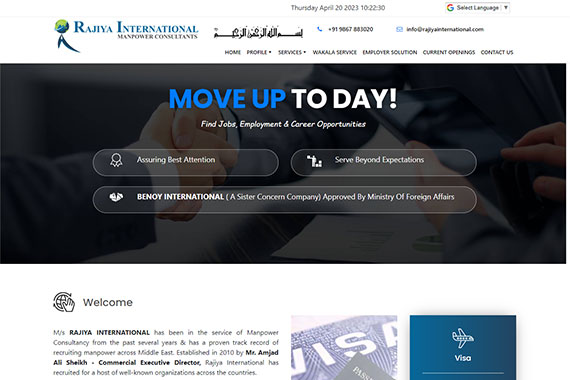 Thursday April 20 2023 10:22:30
Select Language ▼
RAJIYA INTERNATIONAL
MANPOWER CONSULTANTS
بسم الله الرحمن الرحيم
+91 9867 883020
info@rajiyainternational.com
HOME PROFILE SERVICES WAKALA SERVICE EMPLOYER SOLUTION CURRENT OPENINGS CONTACT US
MOVE UP TO DAY!
Find Jobs, Employment & Career Opportunities
Assuring Best Attention
Serve Beyond Expectations
BENOY INTERNATIONAL ( A Sister Concern Company) Approved By Ministry Of Foreign Affairs
Welcome
M/s RAJIYA INTERNATIONAL has been in the service of Manpower
Consultancy from the past several years & has a proven track record of
recruiting manpower across Middle East. Established in 2010 by Mr. Amjad
Ali Sheikh - Commercial Executive Director, Rajiya International has
recruited for a host of well-known organizations across the countries.
VISA
PASSPORT
Visa